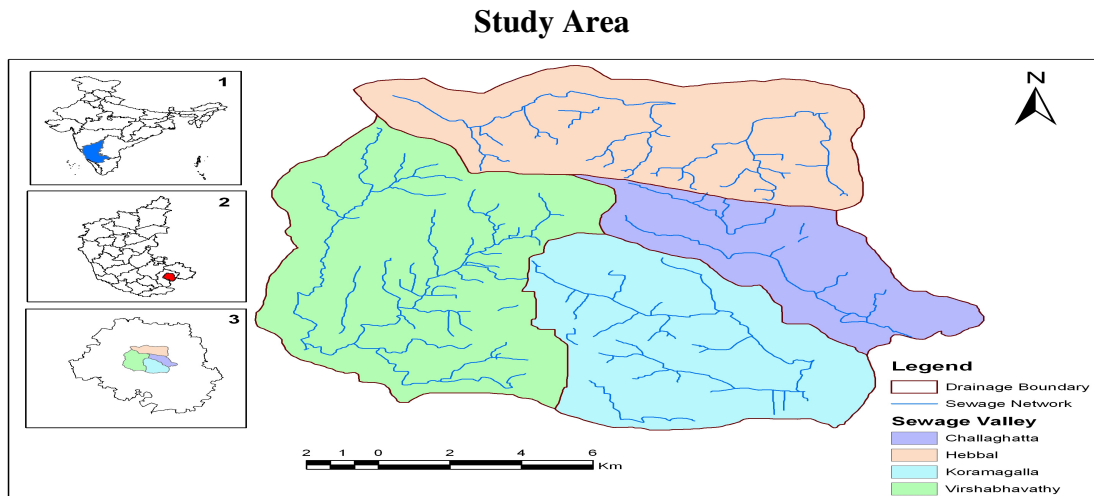 Study Area
1
2
3
N
Legend
Drainage Boundary
Sewage Network
Sewage Valley
Challaghatta
Hebbal
Koramagalla
Virshabhavathy
2 1 0 2 4 6
Km